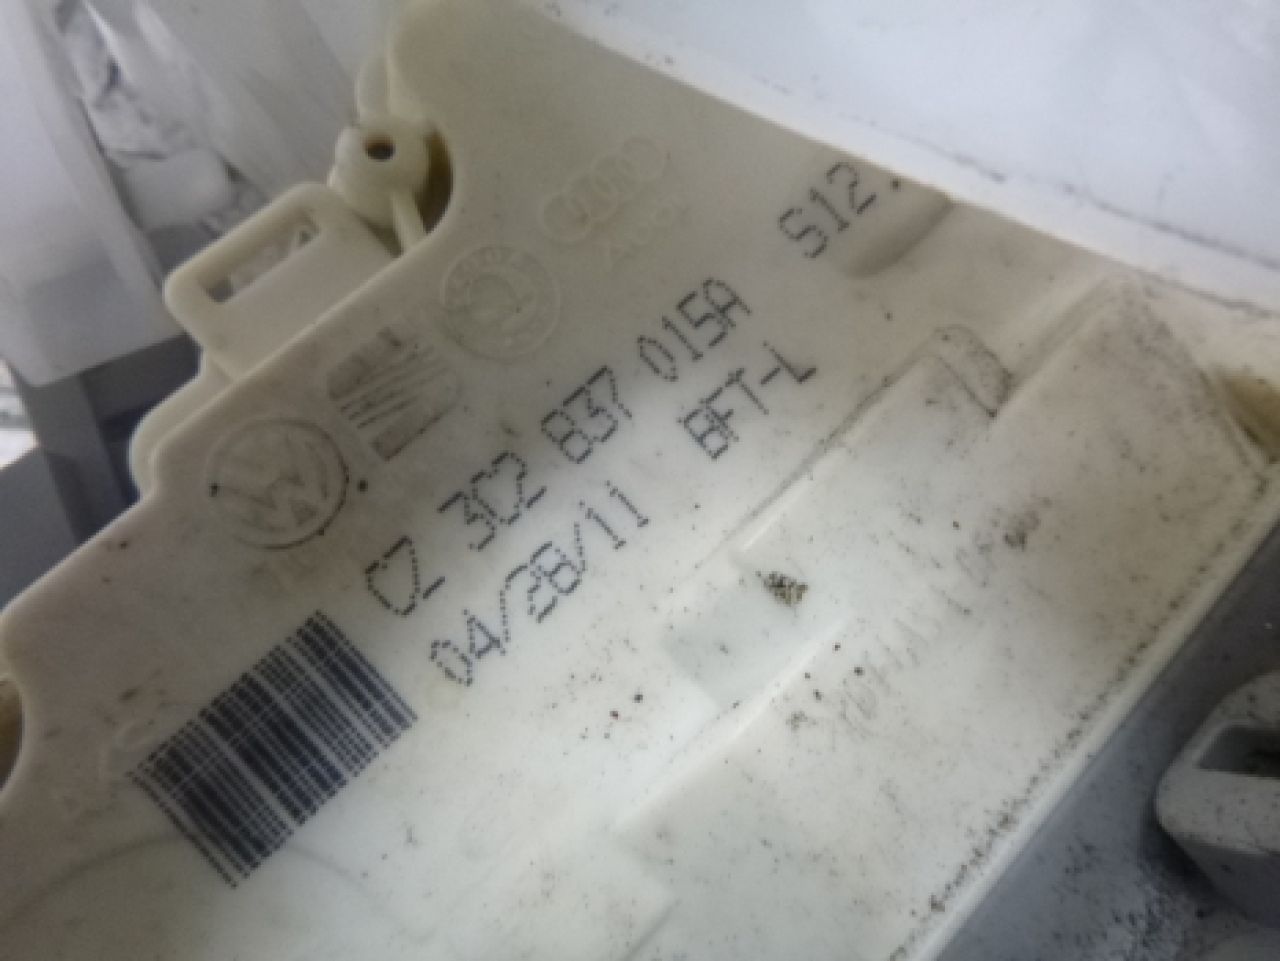 S12.
CZ 3C2 837 015A
04/28/11 BFT-L